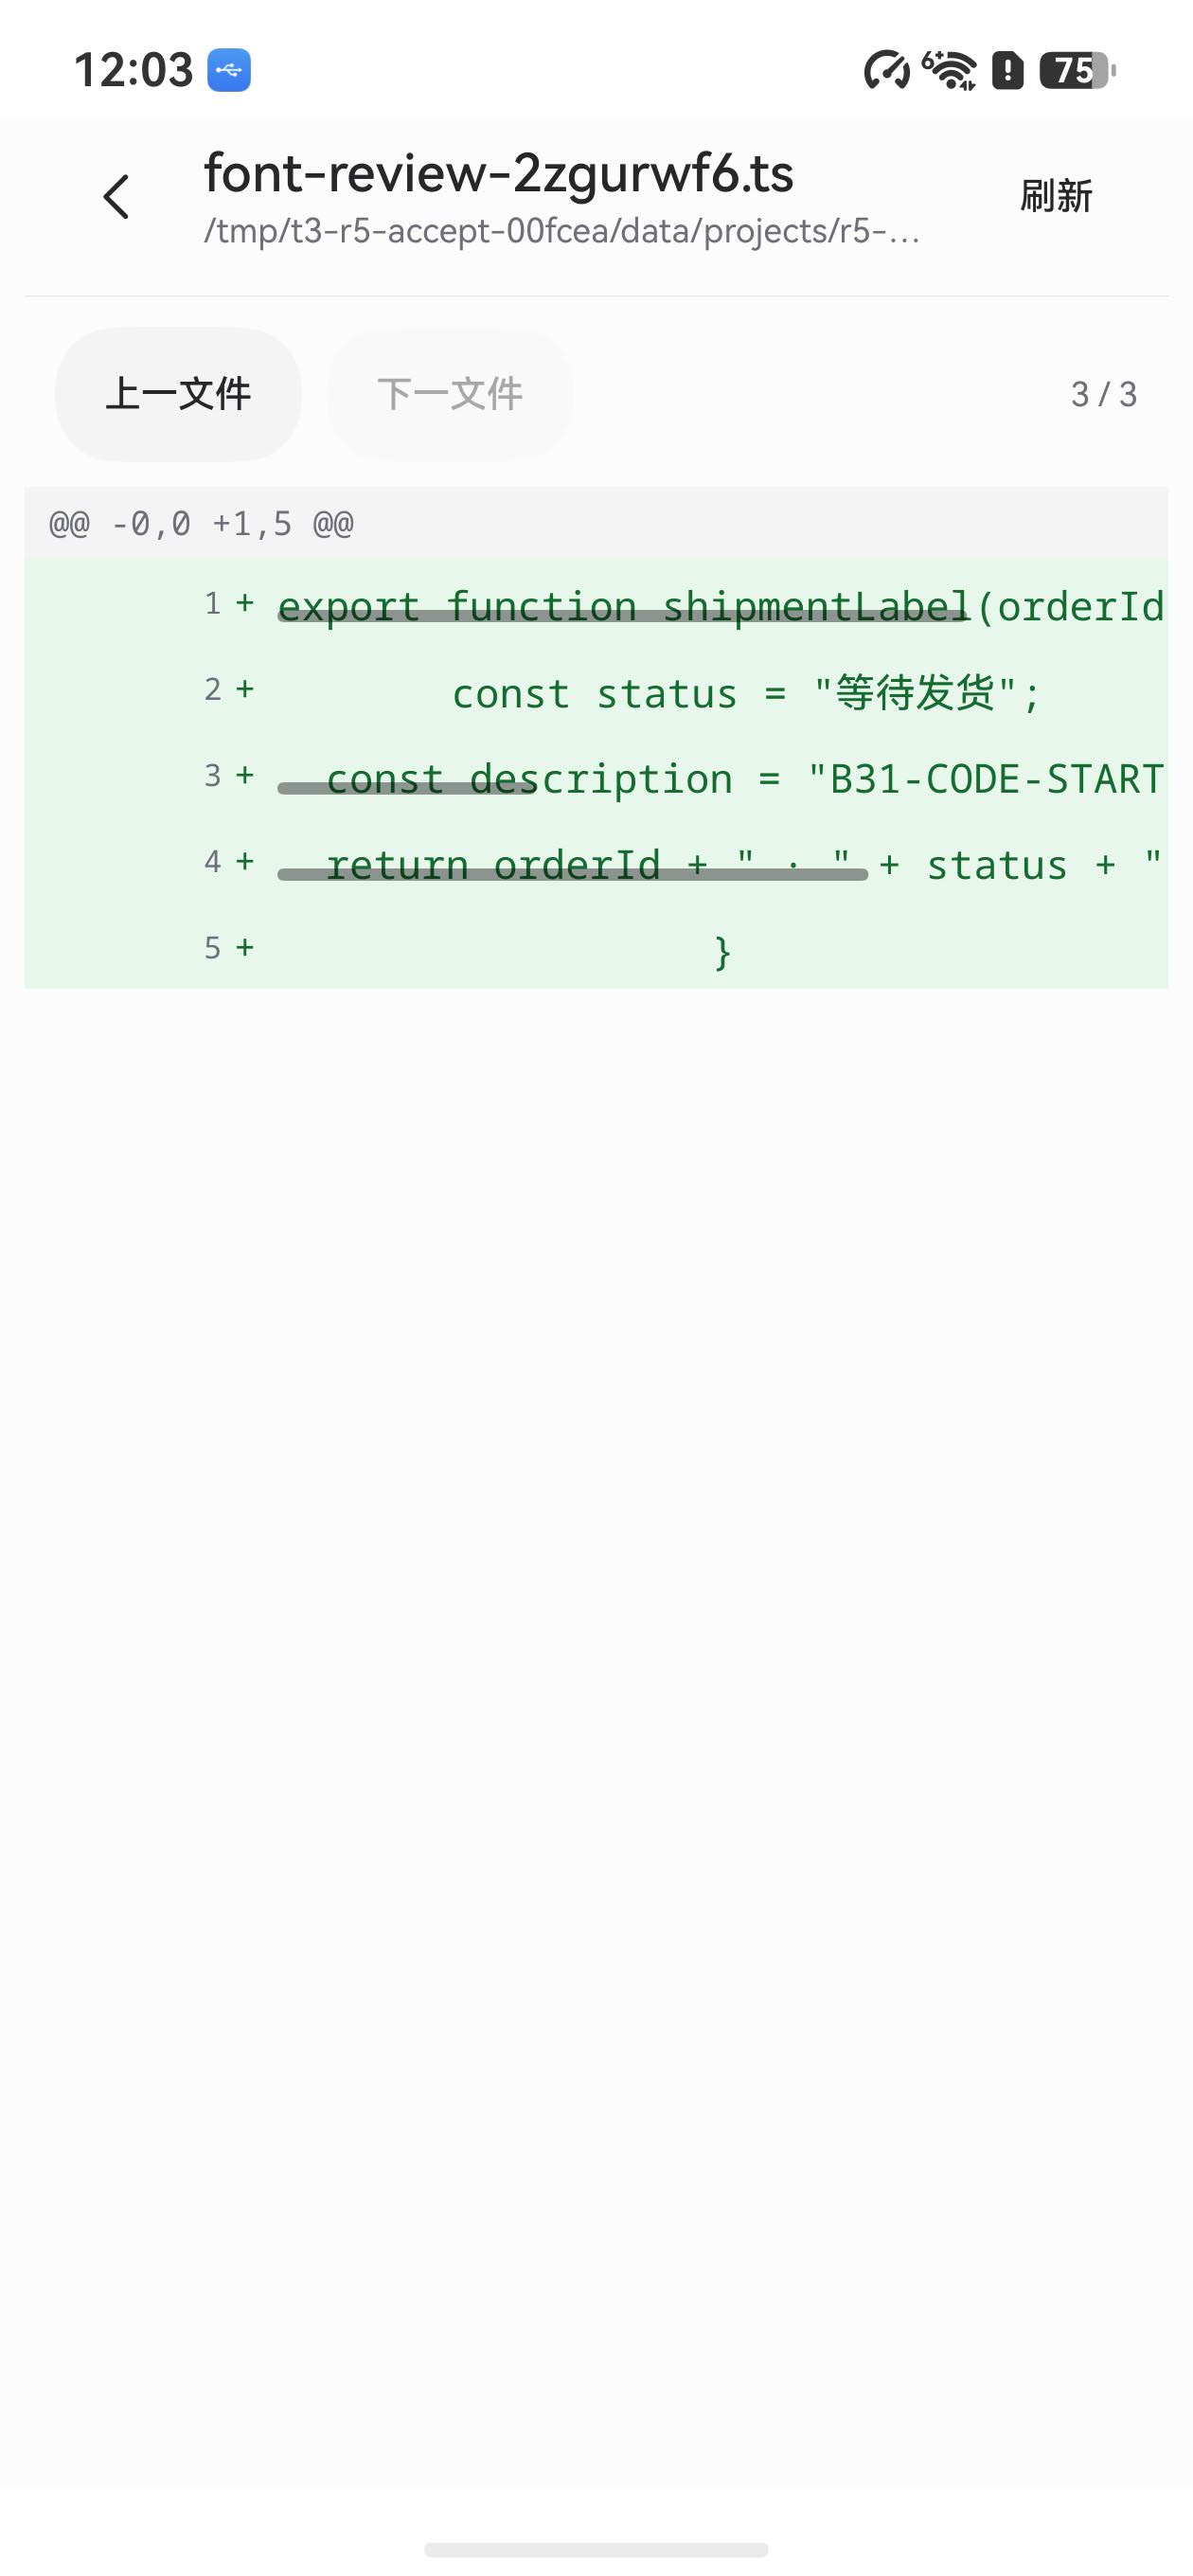 12:03
6+
75
font-review-2zgurwf6.ts
/tmp/t3-r5-accept-00fcea/data/projects/r5-…
刷新
上一文件 下一文件 3 / 3
@@ -0,0 +1,5 @@
1 + export function shipmentLabel(orderId
2 + const status = "等待发货";
3 + const description = "B31-CODE-START
4 + return orderId + " · " + status + "
5 + }